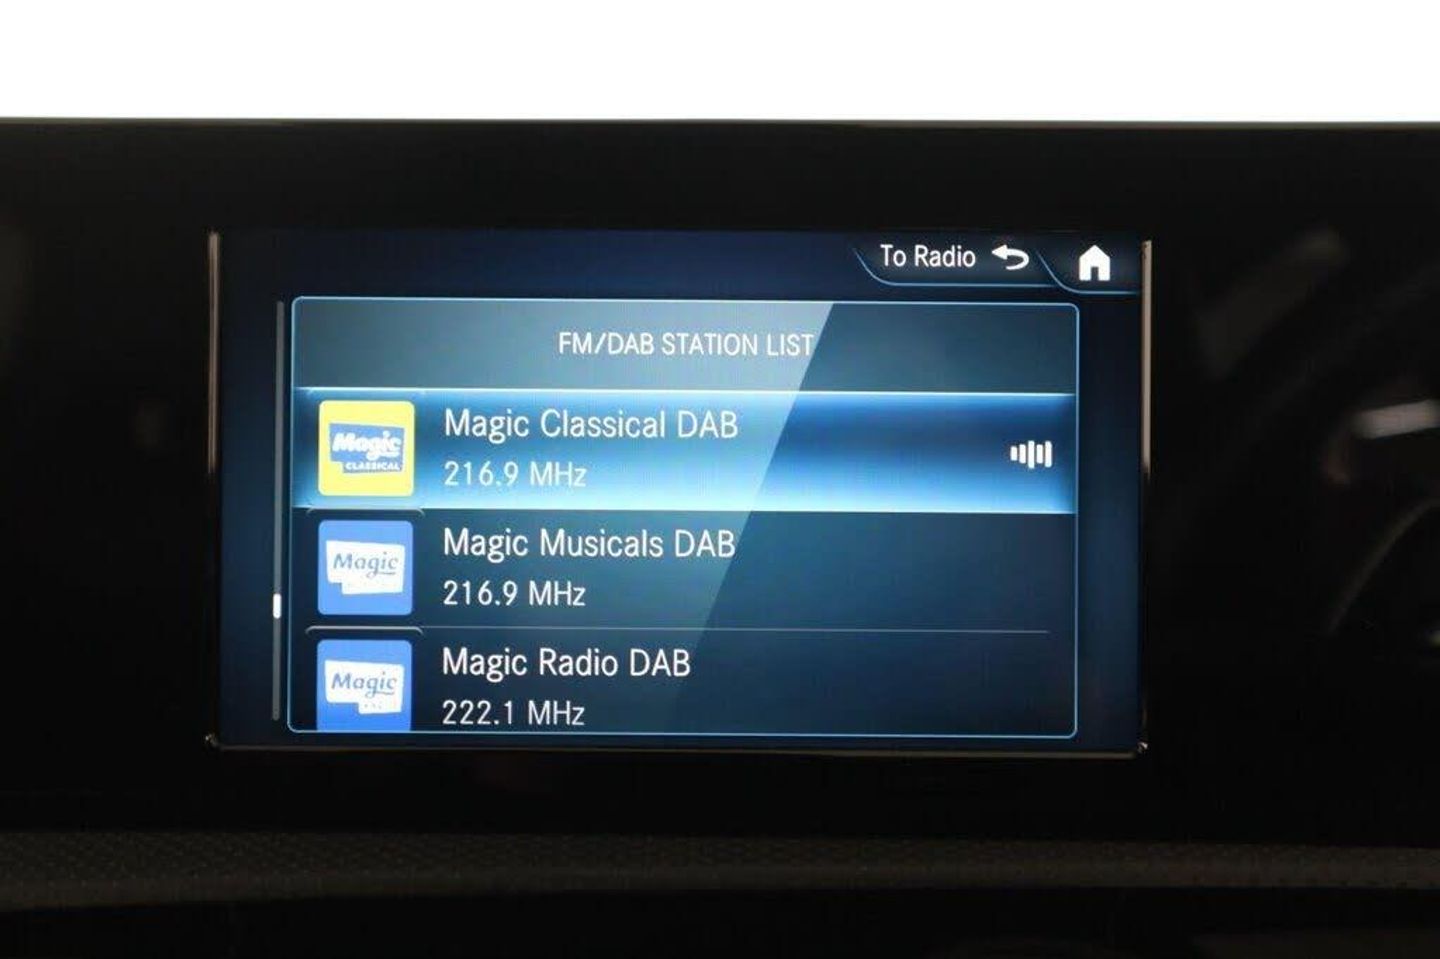 To Radio
FM/DAB STATION LIST
Magic
CLASSICAL
Magic Classical DAB
216.9 MHz
Magic
Magic Musicals DAB
216.9 MHz
Magic
Magic Radio DAB
222.1 MHz